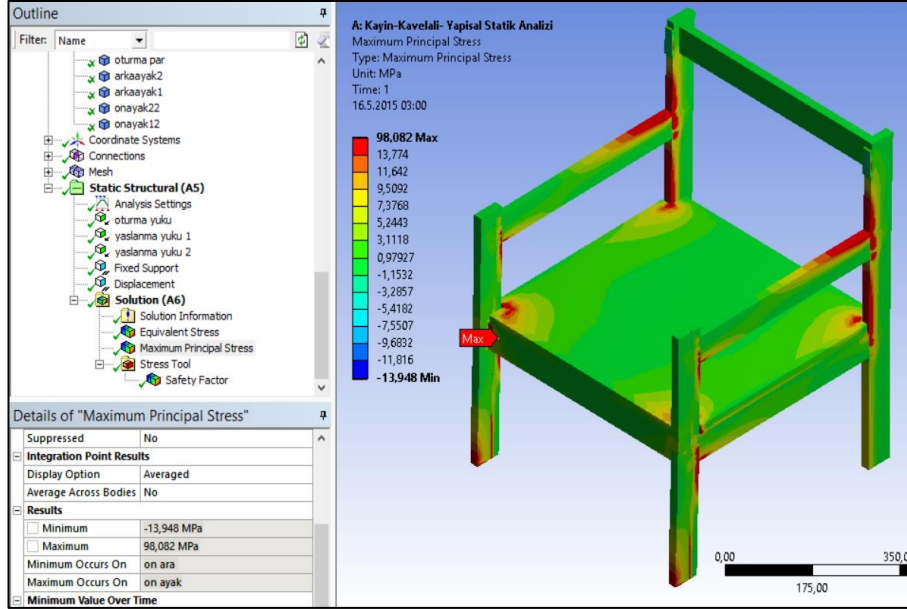 Outline
Filter: Name
oturma par
arkaayak2
arkaayak1
onayak22
onayak12
Coordinate Systems
Connections
Mesh
Static Structural (A5)
Analysis Settings
oturma yuku
yaslanma yuku 1
yaslanma yuku 2
Fixed Support
Displacement
Solution (A6)
Solution Information
Equivalent Stress
Maximum Principal Stress
Stress Tool
Safety Factor
Details of "Maximum Principal Stress"
Suppressed No
Integration Point Results
Display Option Averaged
Average Across Bodies No
Results
Minimum -13,948 MPa
Maximum 98,082 MPa
Minimum Occurs On on ara
Maximum Occurs On on ayak
Minimum Value Over Time
A: Kayin-Kavelali- Yapisal Statik Analizi
Maximum Principal Stress
Type: Maximum Principal Stress
Unit: MPa
Time: 1
16.5.2015 03:00
98,082 Max
13,774
11,642
9,5092
7,3768
5,2443
3,1118
0,97927
-1,1532
-3,2857
-5,4182
-7,5507
-9,6832
-11,816
-13,948 Min
Max
0,00 350,0
175,00